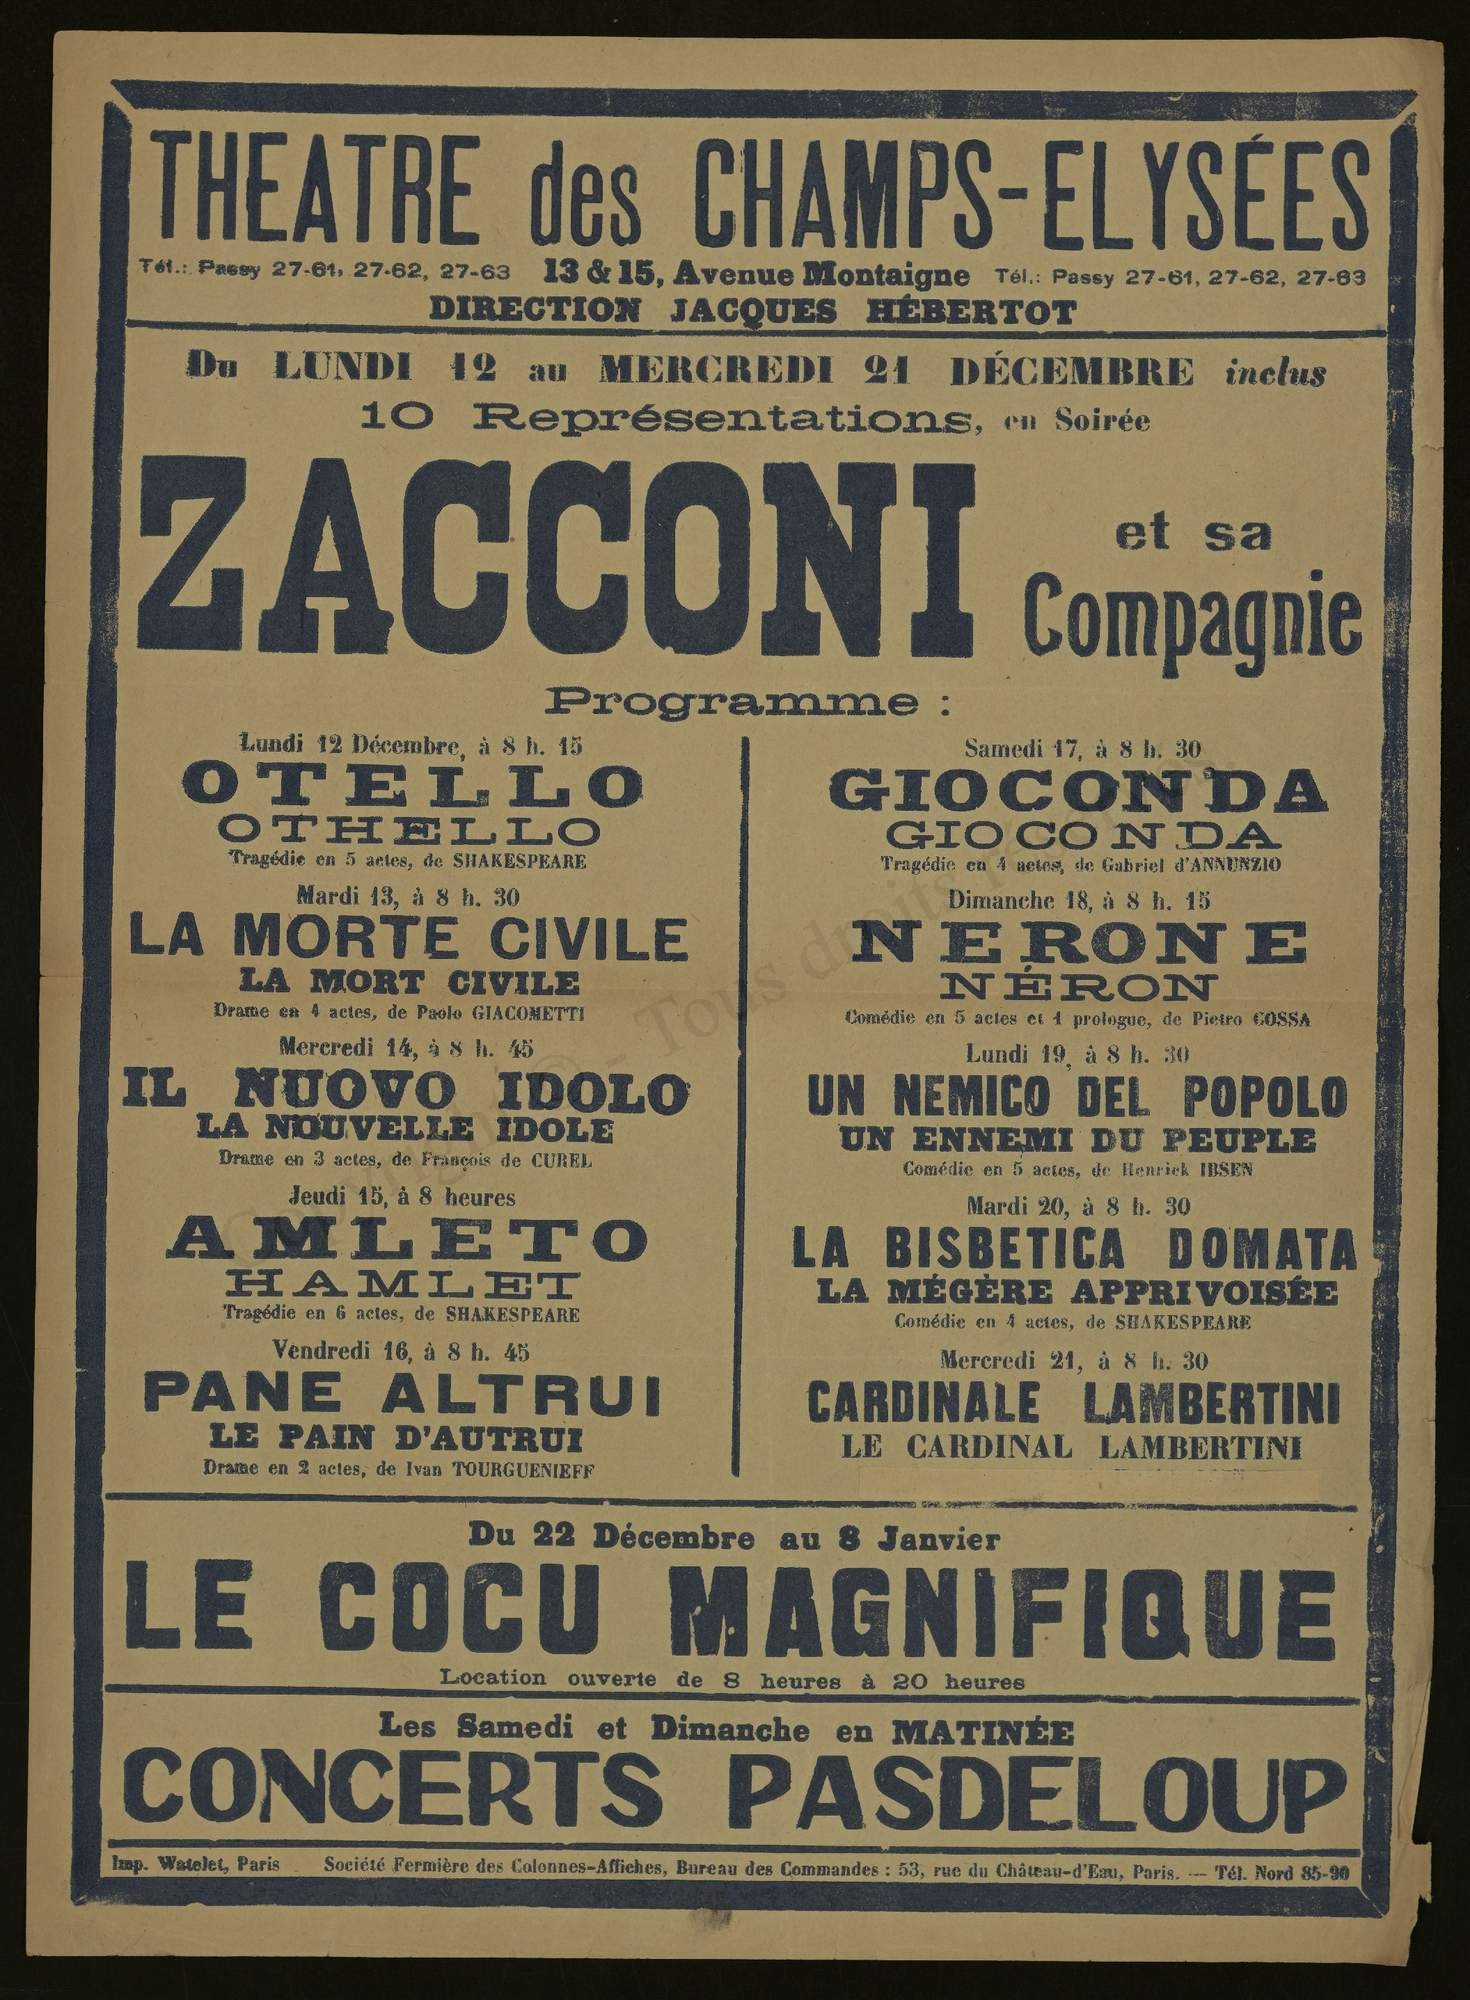 THEATRE des CHAMPS-ELYSÉES
Tél.: Passy 27-61, 27-62, 27-63 13 & 15, Avenue Montaigne Tél.: Passy 27-61, 27-62, 27-63
DIRECTION JACQUES HÉBERTOT
Du LUNDI 12 au MERCREDI 21 DÉCEMBRE inclus
10 Représentations, en Soirée
ZACCONI et sa Compagnie
Programme :
Lundi 12 Décembre, à 8 h. 15
OTELLO
OTHELLO
Tragédie en 5 actes, de SHAKESPEARE
Mardi 13, à 8 h. 30
LA MORTE CIVILE
LA MORT CIVILE
Drame en 4 actes, de Paolo GIACOMETTI
Mercredi 14, à 8 h. 45
IL NUOVO IDOLO
LA NOUVELLE IDOLE
Drame en 3 actes, de François de CUREL
Jeudi 15, à 8 heures
AMLETO
HAMLET
Tragédie en 6 actes, de SHAKESPEARE
Vendredi 16, à 8 h. 45
PANE ALTRUI
LE PAIN D'AUTRUI
Drame en 2 actes, de Ivan TOURGUENIEFF
Samedi 17, à 8 h. 30
GIOCONDA
GIOCONDA
Tragédie en 4 actes, de Gabriel d'ANNUNZIO
Dimanche 18, à 8 h. 15
NERONE
NÉRON
Comédie en 5 actes et 1 prologue, de Pietro COSSA
Lundi 19, à 8 h. 30
UN NEMICO DEL POPOLO
UN ENNEMI DU PEUPLE
Comédie en 5 actes, de Henrick IBSEN
Mardi 20, à 8 h. 30
LA BISBETICA DOMATA
LA MÉGÈRE APPRIVOISÉE
Comédie en 4 actes, de SHAKESPEARE
Mercredi 21, à 8 h. 30
CARDINALE LAMBERTINI
LE CARDINAL LAMBERTINI
Du 22 Décembre au 8 Janvier
LE COCU MAGNIFIQUE
Location ouverte de 8 heures à 20 heures
Les Samedi et Dimanche en MATINÉE
CONCERTS PASDELOUP
Imp. Watelet, Paris Société Fermière des Colonnes-Affiches, Bureau des Commandes : 53, rue du Château-d'Eau, Paris. — Tél. Nord 85-90
Copyright © - Tous droits